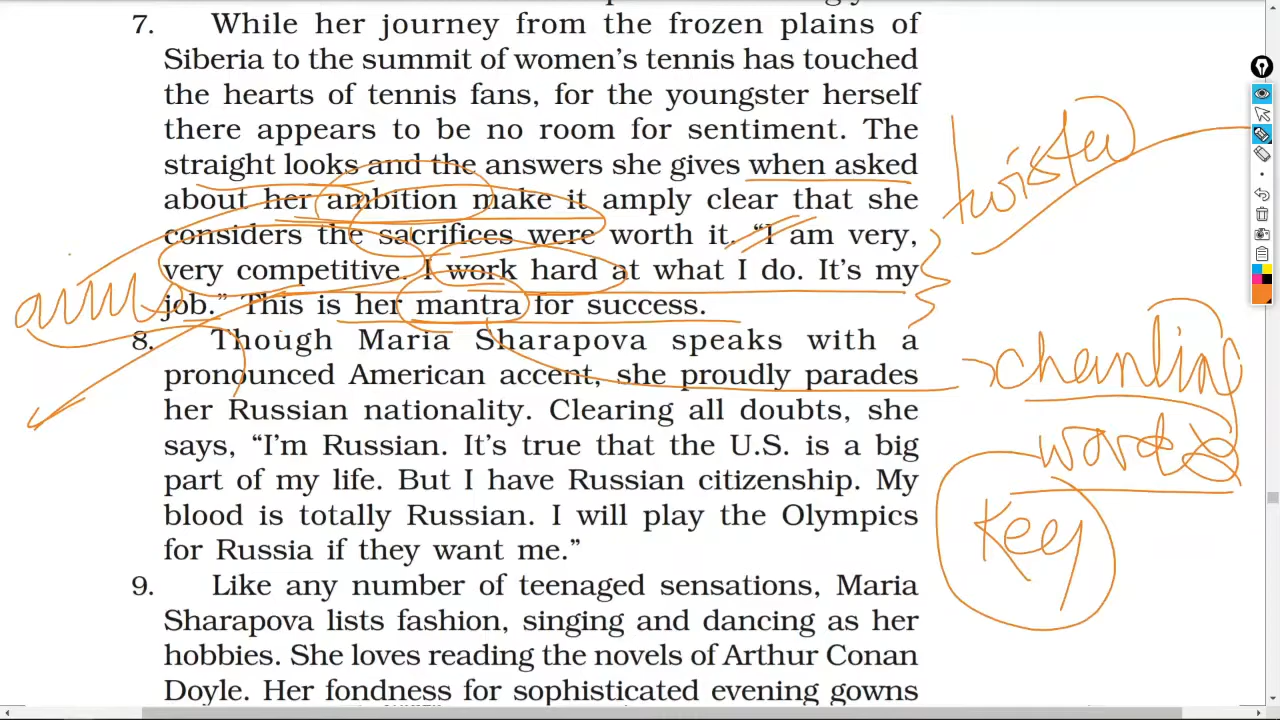 7. While her journey from the frozen plains of
Siberia to the summit of women's tennis has touched
the hearts of tennis fans, for the youngster herself
there appears to be no room for sentiment. The
straight looks and the answers she gives when asked
about her ambition make it amply clear that she
considers the sacrifices were worth it. "I am very,
very competitive. I work hard at what I do. It's my
job." This is her mantra for success.
8. Though Maria Sharapova speaks with a
pronounced American accent, she proudly parades
her Russian nationality. Clearing all doubts, she
says, "I'm Russian. It's true that the U.S. is a big
part of my life. But I have Russian citizenship. My
blood is totally Russian. I will play the Olympics
for Russia if they want me."
9. Like any number of teenaged sensations, Maria
Sharapova lists fashion, singing and dancing as her
hobbies. She loves reading the novels of Arthur Conan
Doyle. Her fondness for sophisticated evening gowns
chanting
words
Key